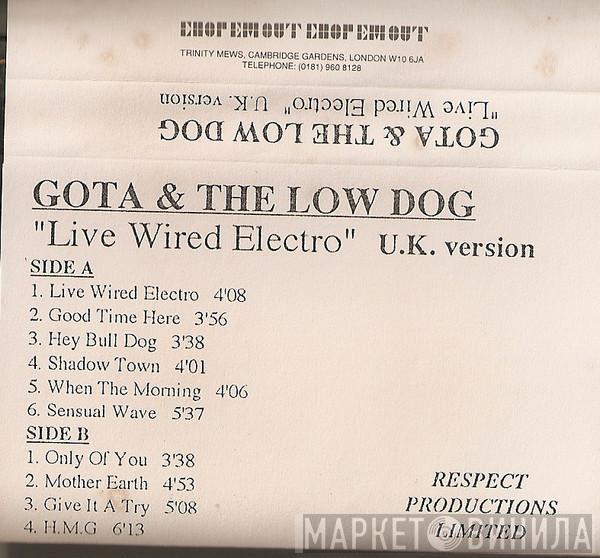 CHOP EM OUT CHOP EM OUT
TRINITY MEWS, CAMBRIDGE GARDENS, LONDON W10 6JA
TELEPHONE: (0181) 960 8128
GOTA & THE LOW DOG
"Live Wired Electro" U.K. version
GOTA & THE LOW DOG
"Live Wired Electro" U.K. version
SIDE A
1. Live Wired Electro 4'08
2. Good Time Here 3'56
3. Hey Bull Dog 3'38
4. Shadow Town 4'01
5. When The Morning 4'06
6. Sensual Wave 5'37
SIDE B
1. Only Of You 3'38
2. Mother Earth 4'53
3. Give It A Try 5'08
4. H.M.G 6'13
RESPECT
PRODUCTIONS
LIMITED
МАРКЕТ ВИНИЛА